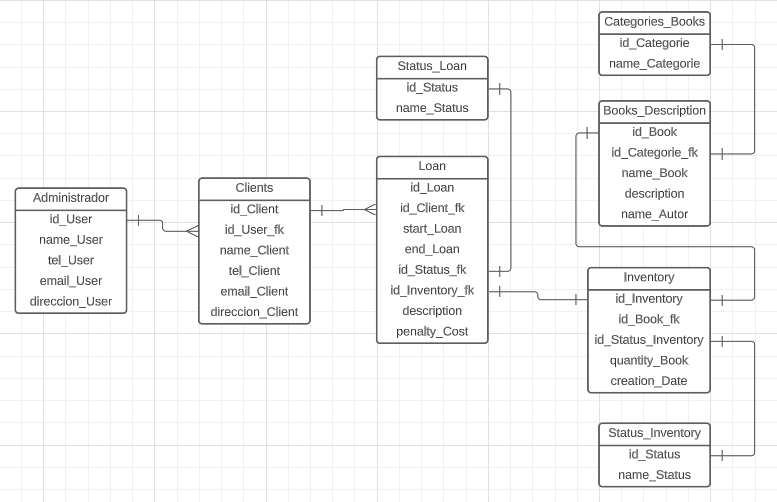 Administrador
id_User
name_User
tel_User
email_User
direccion_User
Clients
id_Client
id_User_fk
name_Client
tel_Client
email_Client
direccion_Client
Status_Loan
id_Status
name_Status
Loan
id_Loan
id_Client_fk
start_Loan
end_Loan
id_Status_fk
id_Inventory_fk
description
penalty_Cost
Categories_Books
id_Categorie
name_Categorie
Books_Description
id_Book
id_Categorie_fk
name_Book
description
name_Autor
Inventory
id_Inventory
id_Book_fk
id_Status_Inventory
quantity_Book
creation_Date
Status_Inventory
id_Status
name_Status